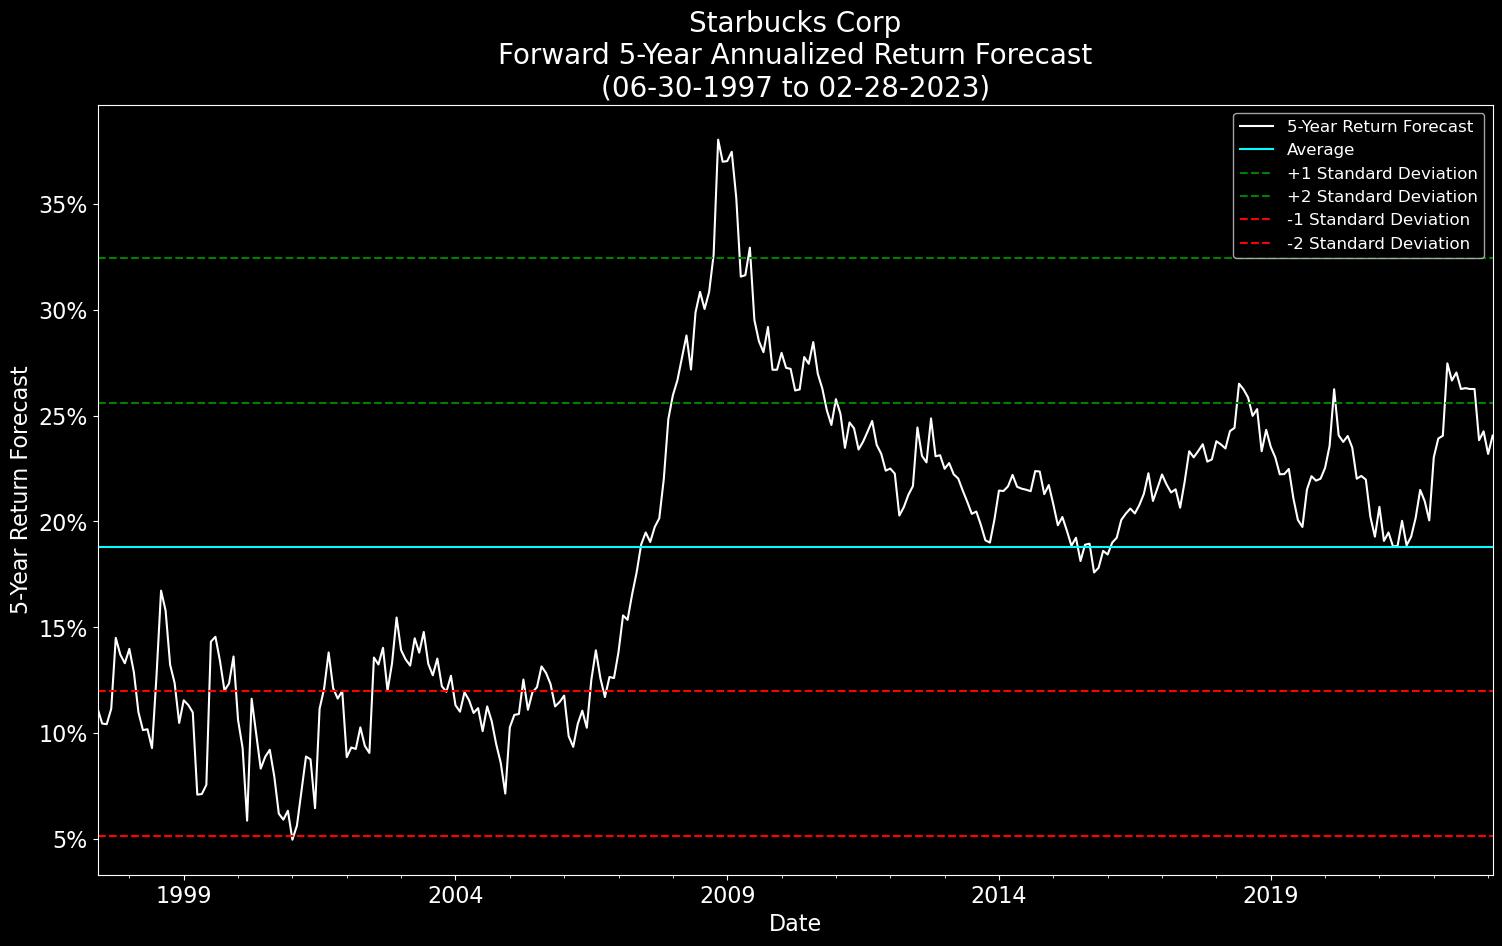 Starbucks Corp
Forward 5-Year Annualized Return Forecast
(06-30-1997 to 02-28-2023)
5-Year Return Forecast
Average
+1 Standard Deviation
+2 Standard Deviation
-1 Standard Deviation
-2 Standard Deviation
5-Year Return Forecast
35%
30%
25%
20%
15%
10%
5%
1999 2004 2009 2014 2019
Date